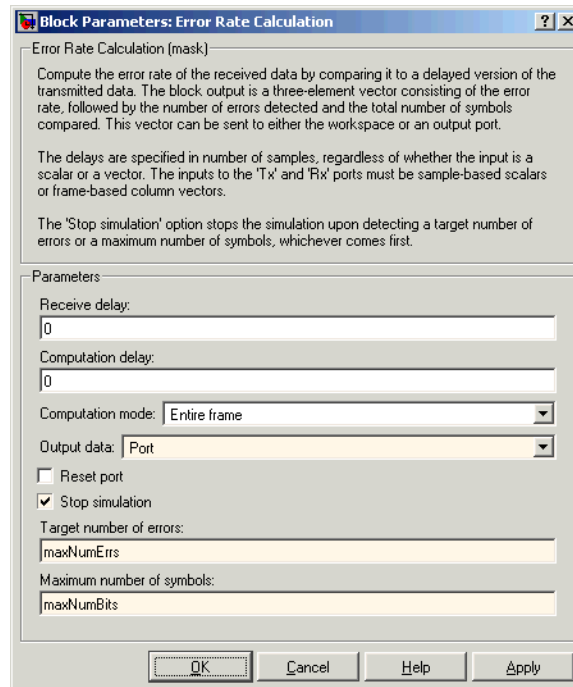 Block Parameters: Error Rate Calculation
Error Rate Calculation (mask)
Compute the error rate of the received data by comparing it to a delayed version of the
transmitted data. The block output is a three-element vector consisting of the error
rate, followed by the number of errors detected and the total number of symbols
compared. This vector can be sent to either the workspace or an output port.
The delays are specified in number of samples, regardless of whether the input is a
scalar or a vector. The inputs to the 'Tx' and 'Rx' ports must be sample-based scalars
or frame-based column vectors.
The 'Stop simulation' option stops the simulation upon detecting a target number of
errors or a maximum number of symbols, whichever comes first.
Parameters
Receive delay:
0
Computation delay:
0
Computation mode: Entire frame
Output data: Port
Reset port
Stop simulation
Target number of errors:
maxNumErrs
Maximum number of symbols:
maxNumBits
OK Cancel Help Apply